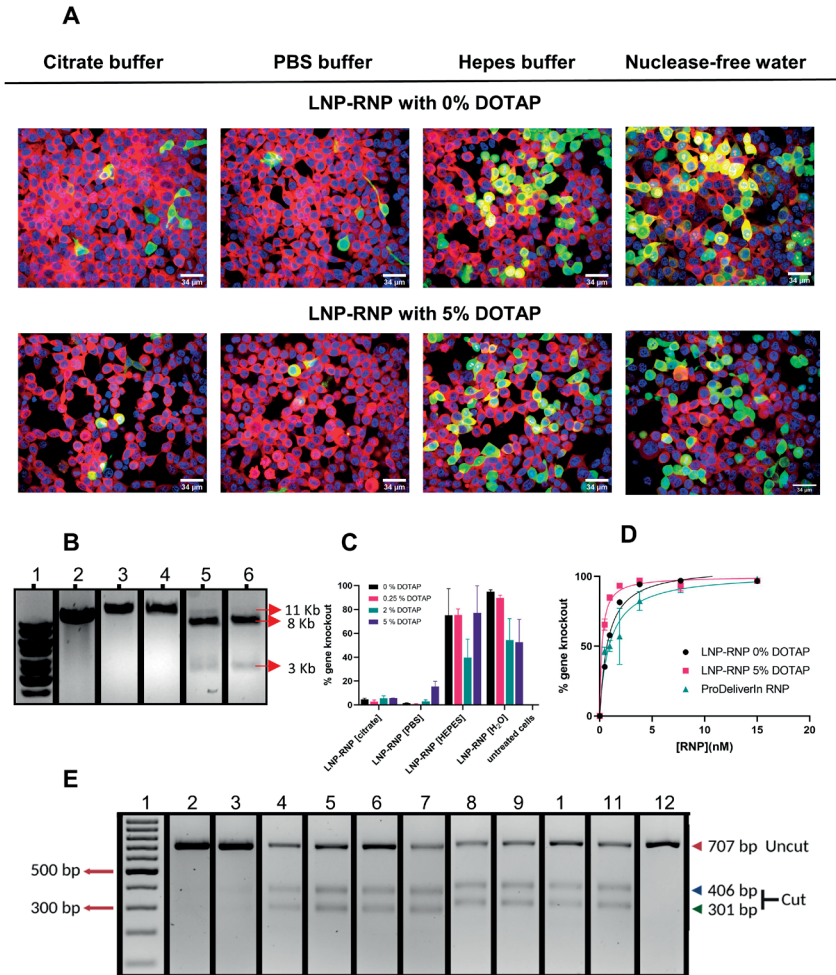 A
Citrate buffer PBS buffer Hepes buffer Nuclease-free water
LNP-RNP with 0% DOTAP
34 µm 34 µm 34 µm 34 µm
LNP-RNP with 5% DOTAP
34 µm 34 µm 34 µm 34 µm
B
1 2 3 4 5 6
11 Kb
8 Kb
3 Kb
C
% gene knockout
100
80
60
40
20
0
0 % DOTAP
0.25 % DOTAP
2 % DOTAP
5 % DOTAP
LNP-RNP [citrate]
LNP-RNP [PBS]
LNP-RNP [HEPES]
LNP-RNP [H₂O]
untreated cells
D
% gene knockout
100
50
0
0 5 10 15 20
[RNP](nM)
LNP-RNP 0% DOTAP
LNP-RNP 5% DOTAP
ProDeliverIn RNP
E
1 2 3 4 5 6 7 8 9 1 11 12
500 bp
300 bp
707 bp Uncut
406 bp
301 bp
Cut